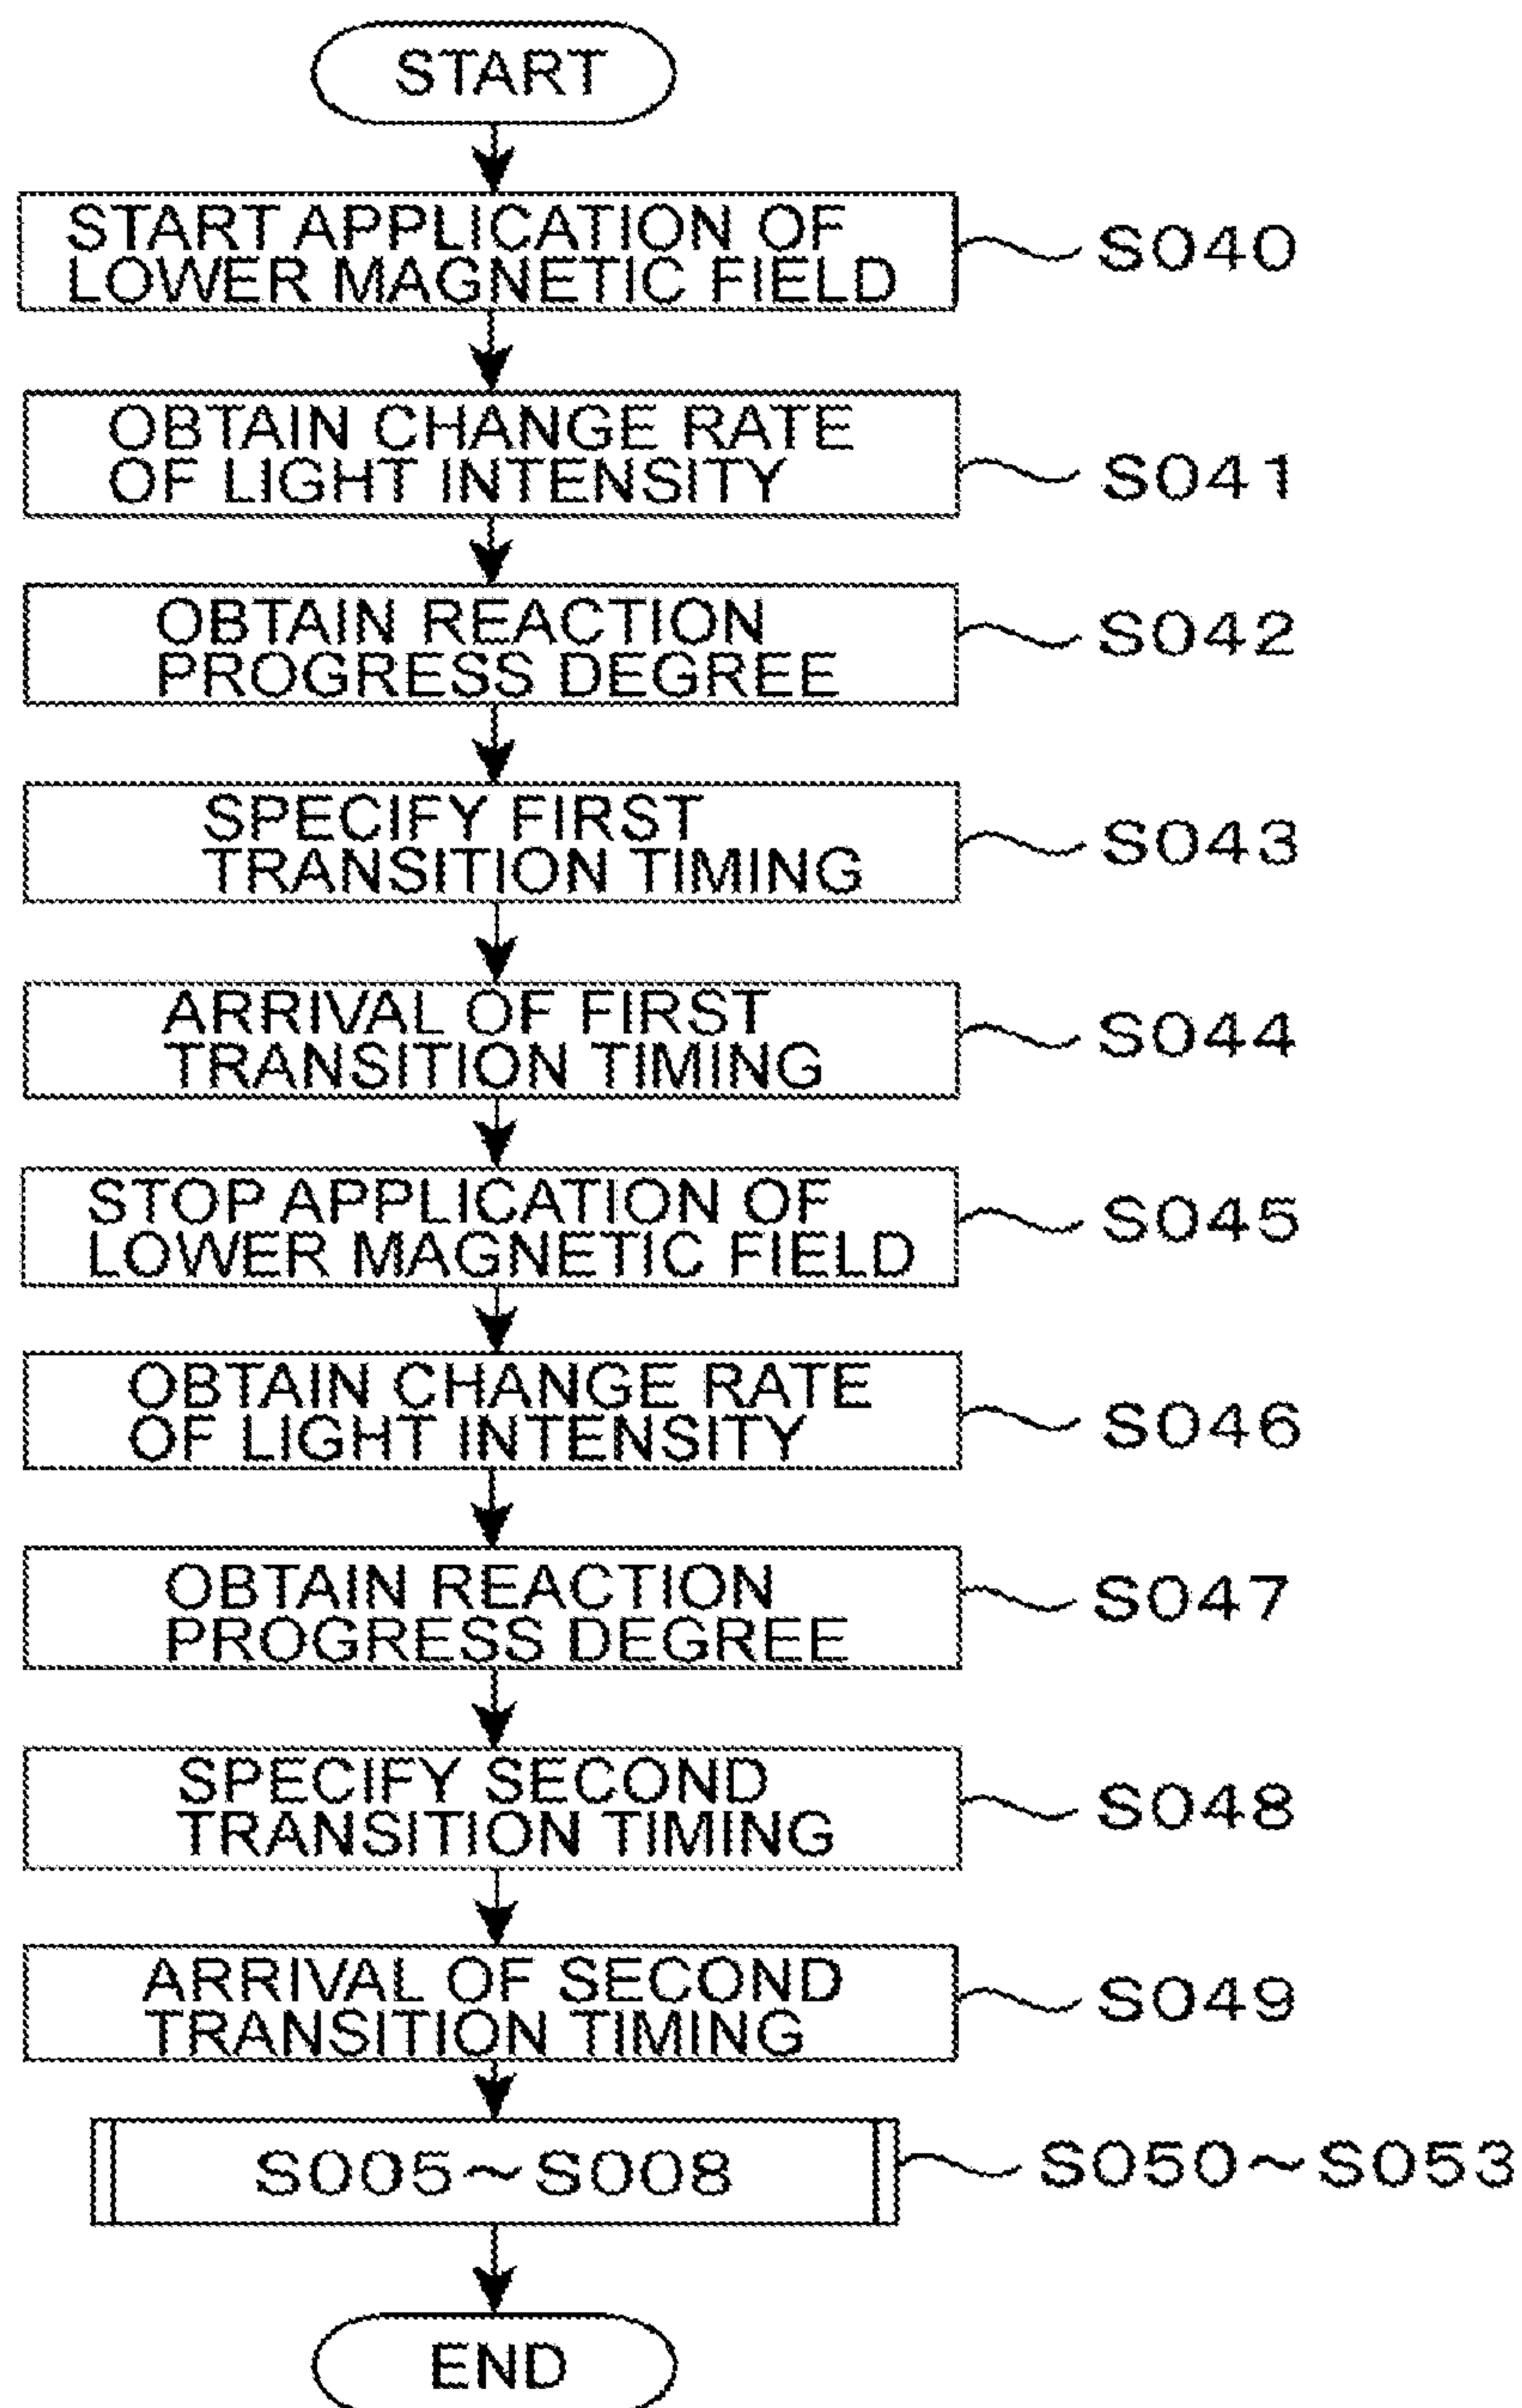 START
START APPLICATION OF
LOWER MAGNETIC FIELD
S040
OBTAIN CHANGE RATE
OF LIGHT INTENSITY
S041
OBTAIN REACTION
PROGRESS DEGREE
S042
SPECIFY FIRST
TRANSITION TIMING
S043
ARRIVAL OF FIRST
TRANSITION TIMING
S044
STOP APPLICATION OF
LOWER MAGNETIC FIELD
S045
OBTAIN CHANGE RATE
OF LIGHT INTENSITY
S046
OBTAIN REACTION
PROGRESS DEGREE
S047
SPECIFY SECOND
TRANSITION TIMING
S048
ARRIVAL OF SECOND
TRANSITION TIMING
S049
S005~S008
S050~S053
END